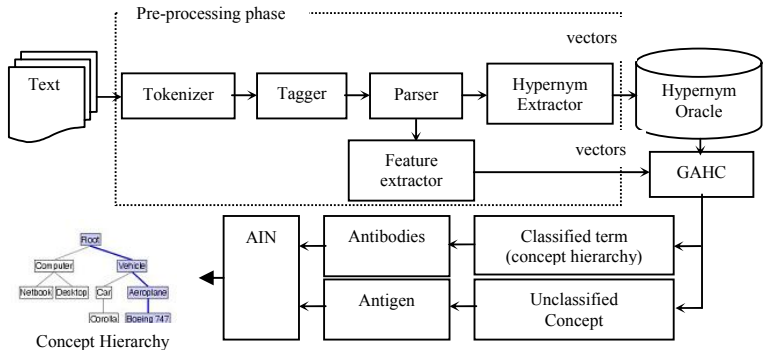 Pre-processing phase
vectors
Text
Tokenizer
Tagger
Parser
Hypernym
Extractor
Hypernym
Oracle
Feature
extractor
vectors
GAHC
AIN
Antibodies
Classified term
(concept hierarchy)
Antigen
Unclassified
Concept
Root
Computer
Vehicle
Netbook
Desktop
Car
Aeroplane
Corolla
Boeing 747
Concept Hierarchy